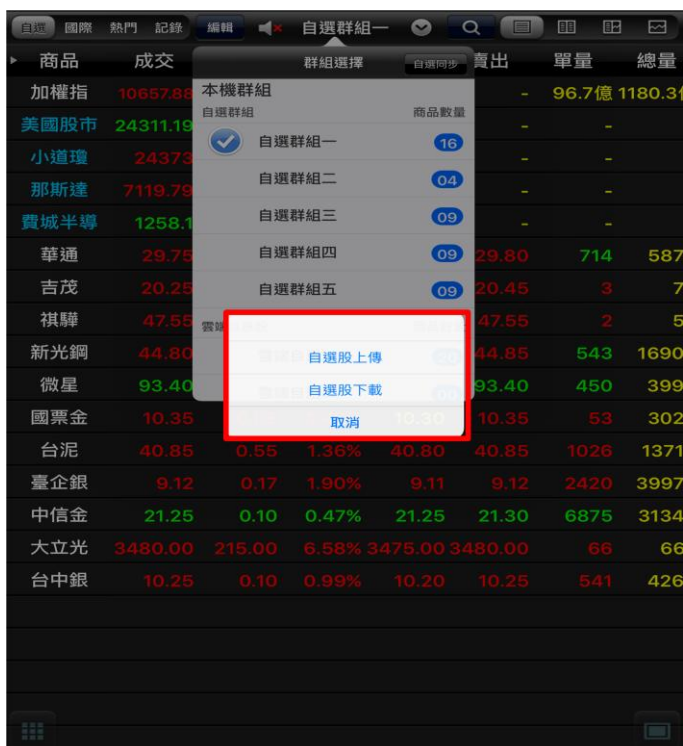 自選 國際 熱門 記錄 編輯 自選群組一
商品 成交 群組選擇 自選同步 賣出 單量 總量
加權指 10657.88 本機群組 - 96.7億 1180.3
自選群組 商品數量
美國股市 24311.19 - -
自選群組一 16
小道瓊 24373 - -
自選群組二 04
那斯達 7119.79 - -
費城半導 1258.1 自選群組三 09 - -
華通 29.75 自選群組四 09 29.80 714 587
吉茂 20.25 自選群組五 09 20.45 3 7
祺驊 47.55 47.55 2 5
新光鋼 44.80 自選股上傳 44.85 543 1690
微星 93.40 自選股下載 93.40 450 399
國票金 10.35 取消 10.30 10.35 53 302
台泥 40.85 0.55 1.36% 40.80 40.85 1026 1371
臺企銀 9.12 0.17 1.90% 9.11 9.12 2420 3997
中信金 21.25 0.10 0.47% 21.25 21.30 6875 3134
大立光 3480.00 215.00 6.58% 3475.00 3480.00 66 66
台中銀 10.25 0.10 0.99% 10.20 10.25 541 426